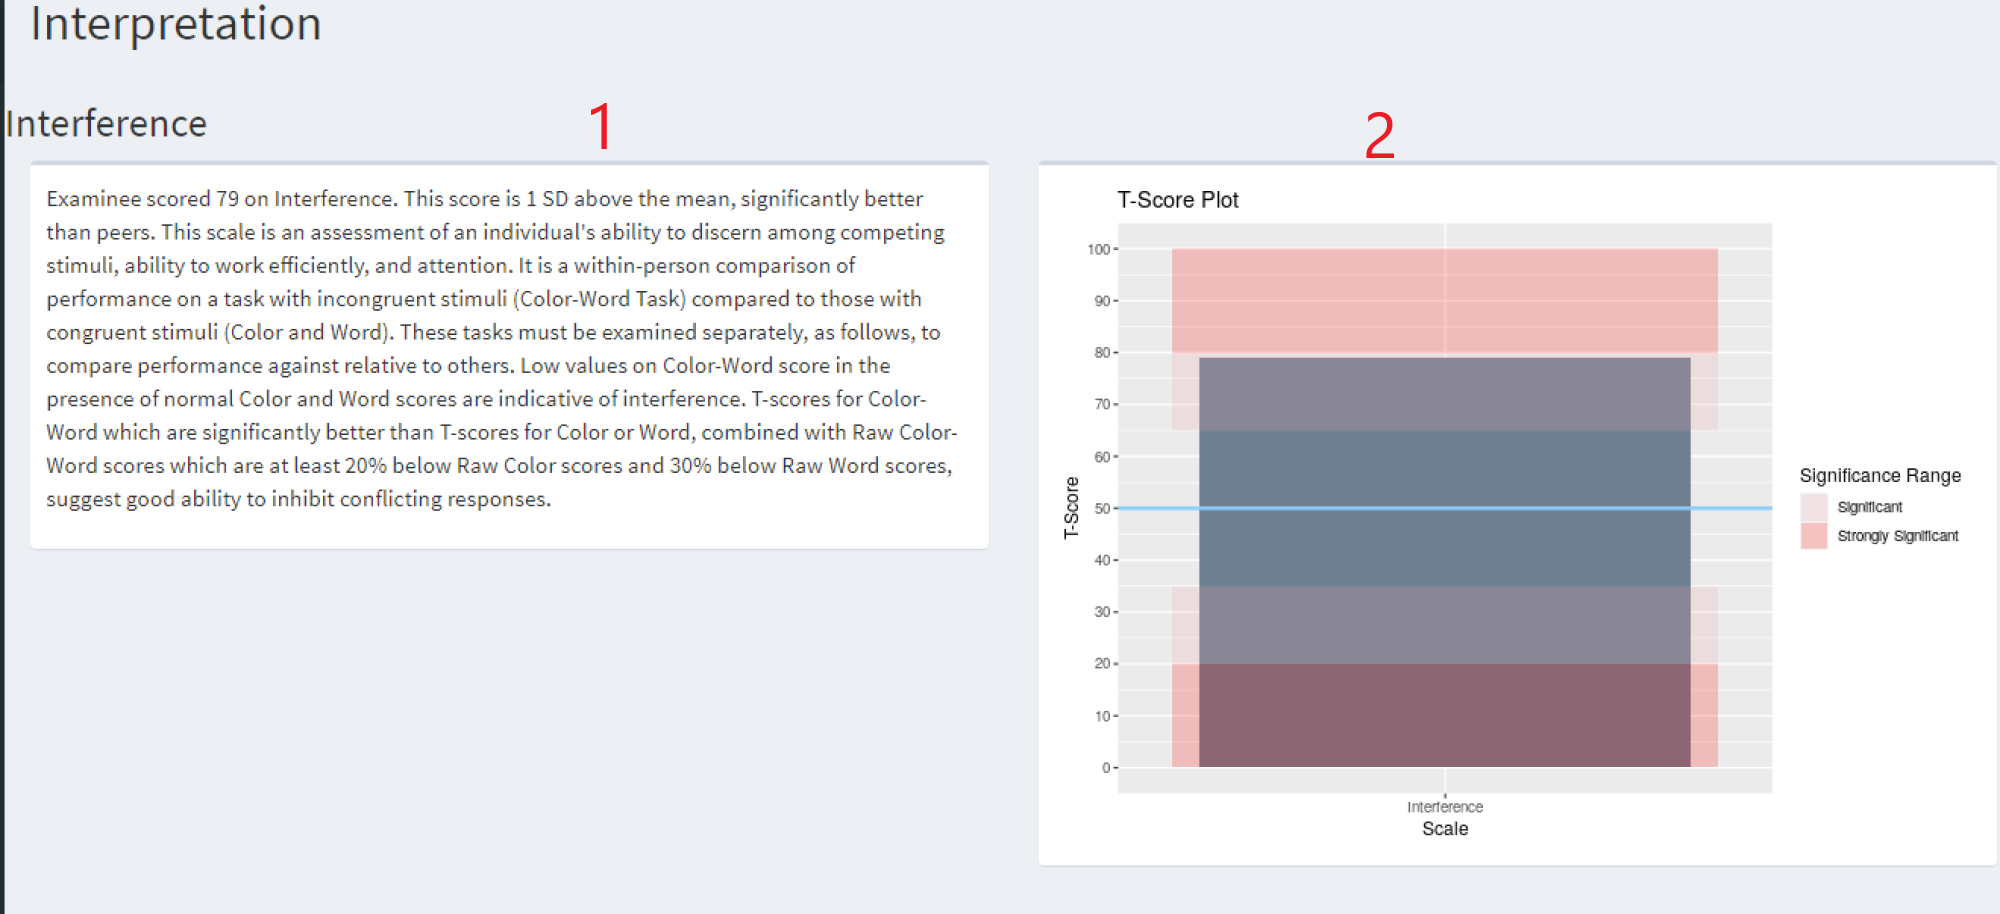 Interpretation
Interference
1
Examinee scored 79 on Interference. This score is 1 SD above the mean, significantly better
than peers. This scale is an assessment of an individual's ability to discern among competing
stimuli, ability to work efficiently, and attention. It is a within-person comparison of
performance on a task with incongruent stimuli (Color-Word Task) compared to those with
congruent stimuli (Color and Word). These tasks must be examined separately, as follows, to
compare performance against relative to others. Low values on Color-Word score in the
presence of normal Color and Word scores are indicative of interference. T-scores for Color-
Word which are significantly better than T-scores for Color or Word, combined with Raw Color-
Word scores which are at least 20% below Raw Color scores and 30% below Raw Word scores,
suggest good ability to inhibit conflicting responses.
2
T-Score Plot
T-Score
100
90
80
70
60
50
40
30
20
10
0
Interference
Scale
Significance Range
Significant
Strongly Significant